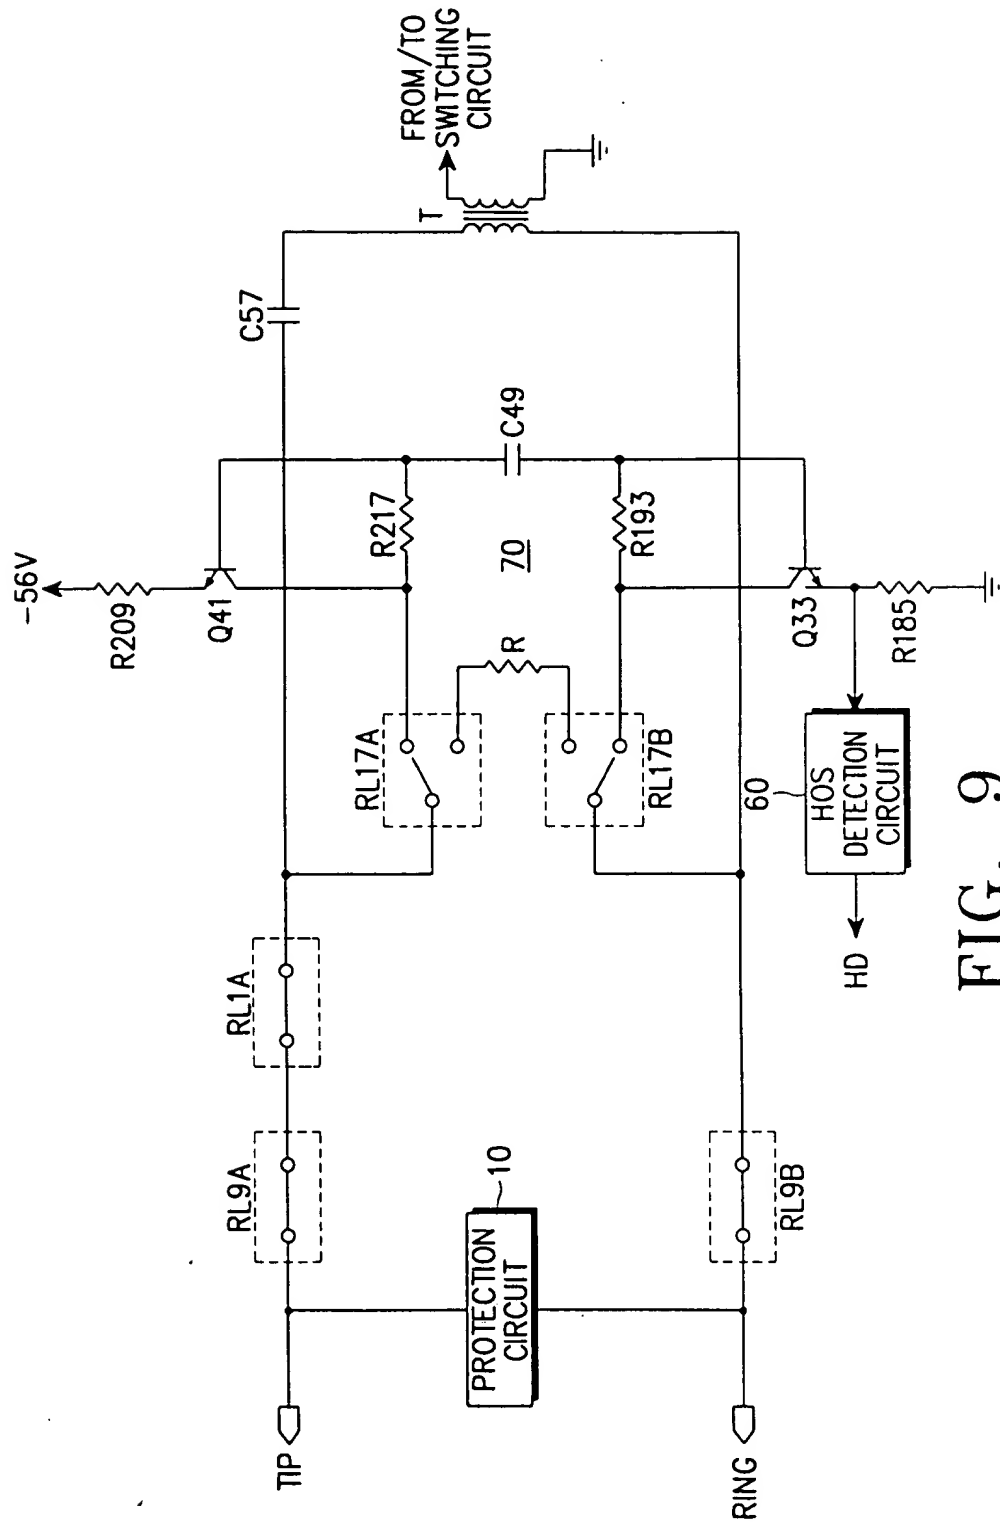 -56V
R209
Q41
C57
T
FROM/TO
SWITCHING
CIRCUIT
R217
C49
70
R193
R
Q33
R185
RL17A
RL17B
60
HOS
DETECTION
CIRCUIT
HD
RL1A
RL9A
RL9B
PROTECTION
CIRCUIT
10
TIP
RING
FIG. 9